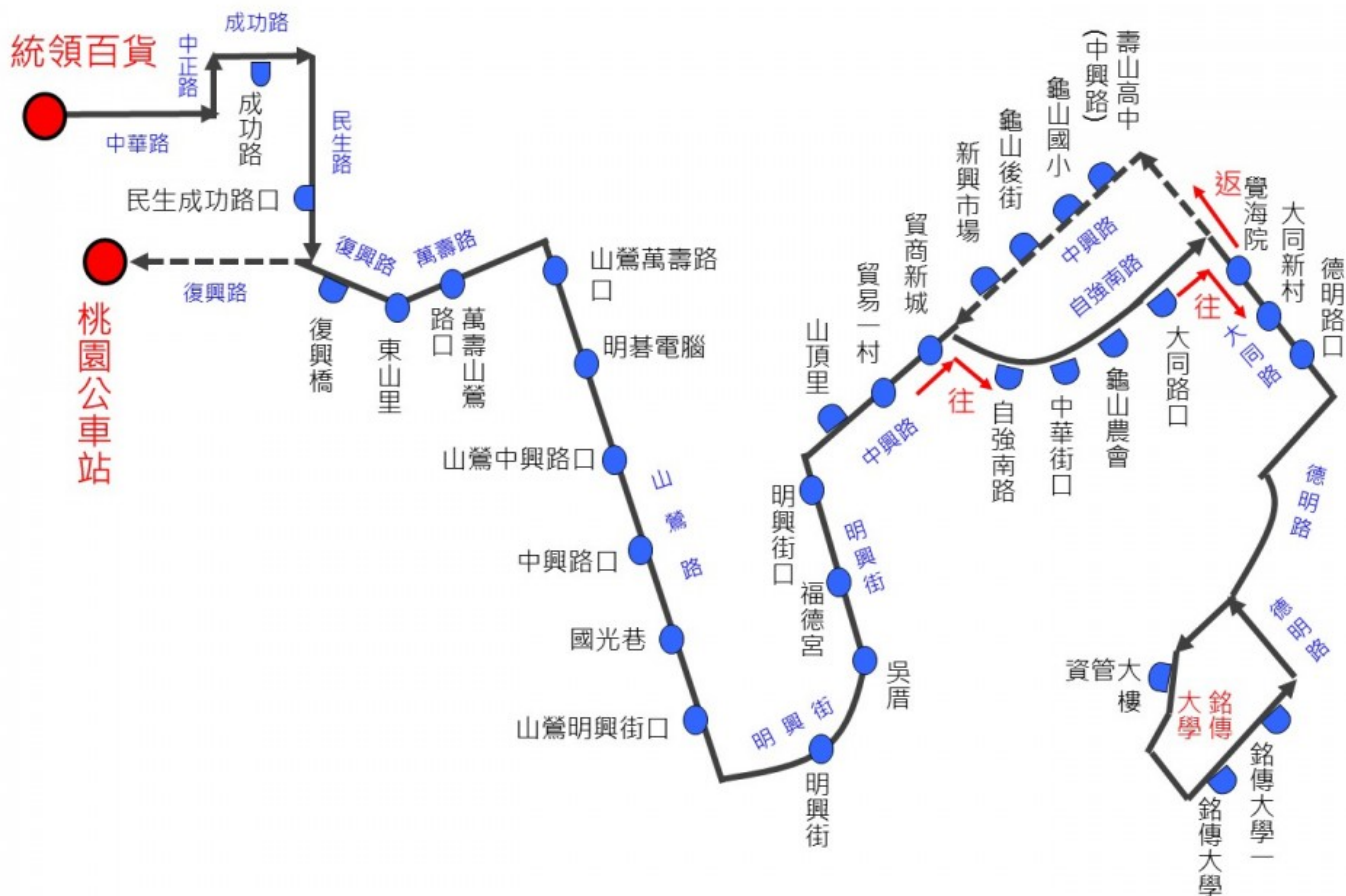 統領百貨
中華路
中正路
成功路
成功路
民生路
民生成功路口
復興路
桃園公車站
復興橋
復興路
東山里
萬壽路
萬壽山鶯
路口
山鶯萬壽路
口
明碁電腦
山鶯中興路口
中興路口
國光巷
山鶯明興街口
山鶯路
明興街
明興街
吳厝
福德宮
明興街
明興街口
山頂里
貿易一村
貿商新城
中興路
往
新興市場
龜山後街
龜山國小
壽山高中
(中興路)
中興路
自強南路
自強南路
中華街口
龜山農會
大同路口
往
返
覺海院
大同新村
德明路口
大同路
德明路
德明路
資管大
樓
銘傳
大學
銘傳大學一
銘傳大學